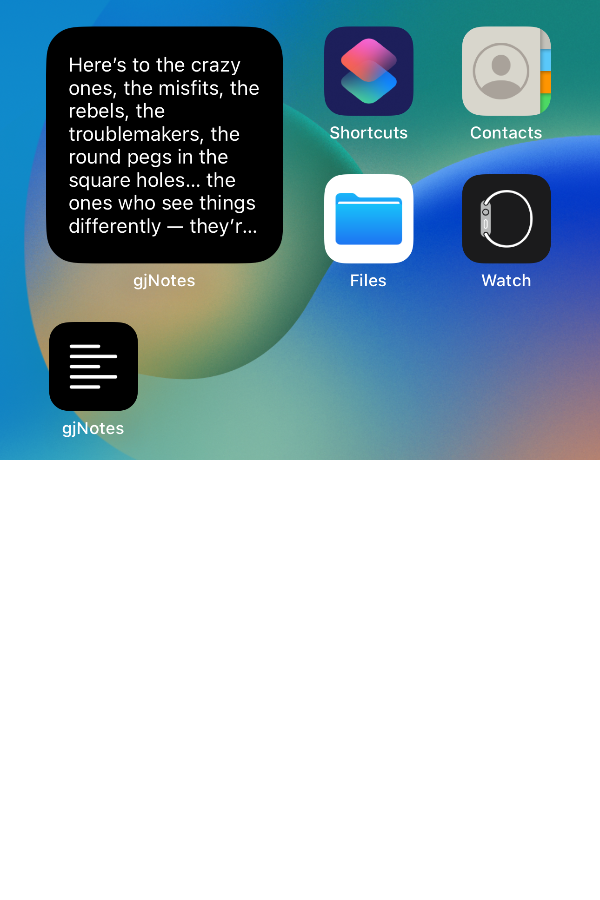 Here’s to the crazy
ones, the misfits, the
rebels, the
troublemakers, the
round pegs in the
square holes... the
ones who see things
differently — they’r...
gjNotes
Shortcuts
Contacts
Files
Watch
gjNotes